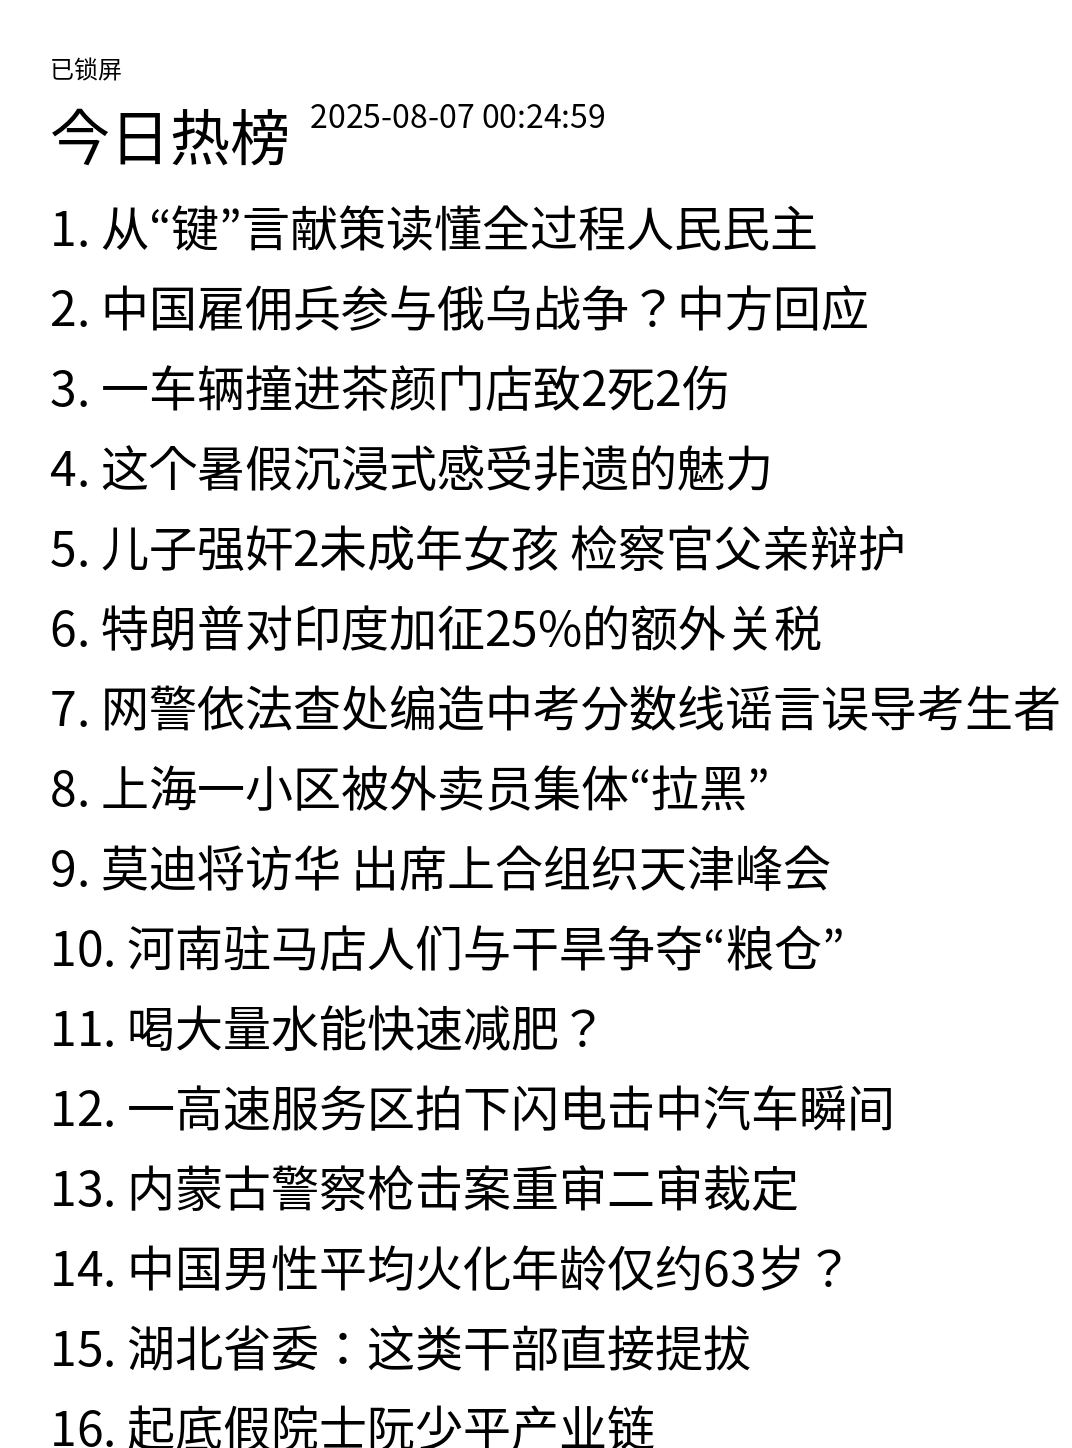 已锁屏
今日热榜 2025-08-07 00:24:59
1. 从“键”言献策读懂全过程人民民主
2. 中国雇佣兵参与俄乌战争？中方回应
3. 一车辆撞进茶颜门店致2死2伤
4. 这个暑假沉浸式感受非遗的魅力
5. 儿子强奸2未成年女孩 检察官父亲辩护
6. 特朗普对印度加征25%的额外关税
7. 网警依法查处编造中考分数线谣言误导考生者
8. 上海一小区被外卖员集体“拉黑”
9. 莫迪将访华 出席上合组织天津峰会
10. 河南驻马店人们与干旱争夺“粮仓”
11. 喝大量水能快速减肥？
12. 一高速服务区拍下闪电击中汽车瞬间
13. 内蒙古警察枪击案重审二审裁定
14. 中国男性平均火化年龄仅约63岁？
15. 湖北省委：这类干部直接提拔
16. 起底假院士阮少平产业链